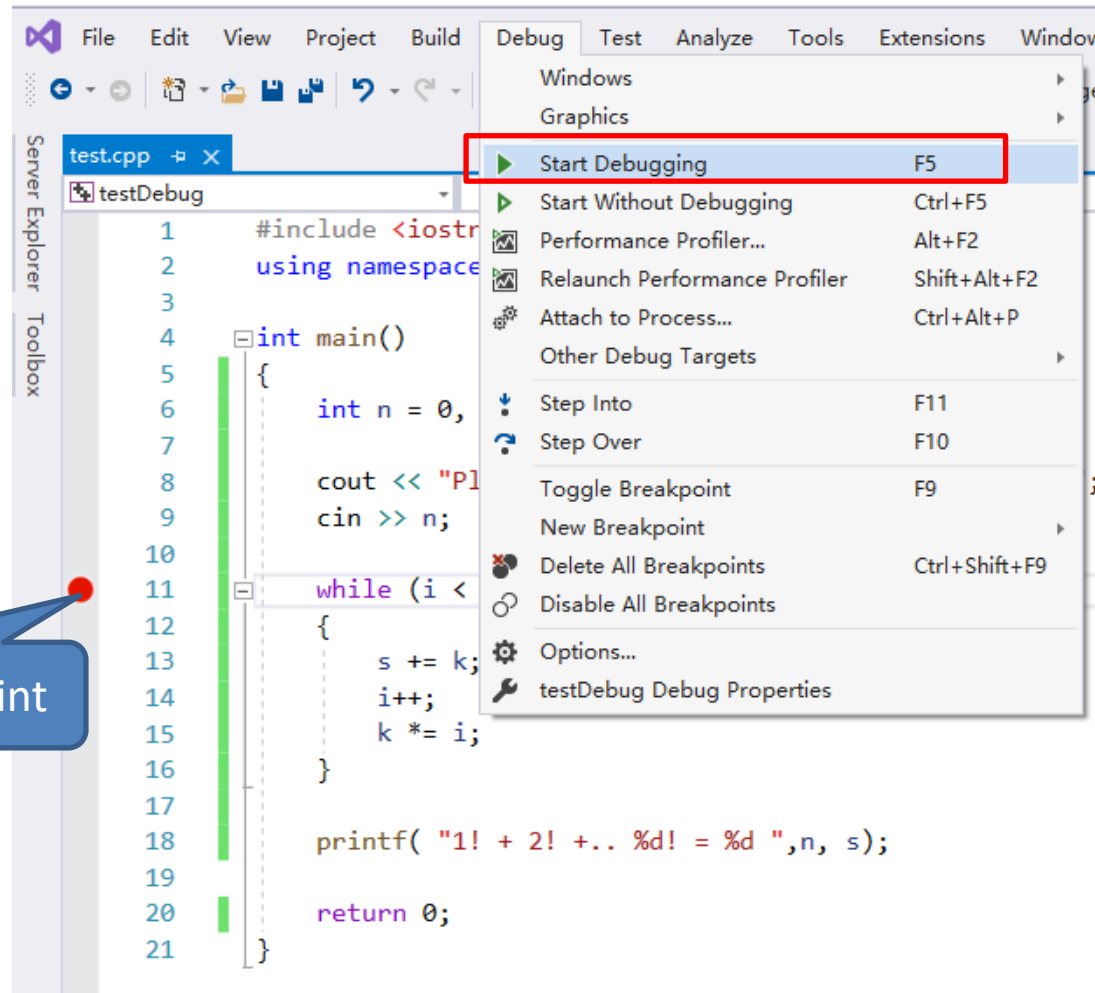 File Edit View Project Build Debug Test Analyze Tools Extensions Window
Windows
Graphics
Start Debugging F5
Start Without Debugging Ctrl+F5
Performance Profiler... Alt+F2
Relaunch Performance Profiler Shift+Alt+F2
Attach to Process... Ctrl+Alt+P
Other Debug Targets
Step Into F11
Step Over F10
Toggle Breakpoint F9
New Breakpoint
Delete All Breakpoints Ctrl+Shift+F9
Disable All Breakpoints
Options...
testDebug Debug Properties
Server Explorer
Toolbox
test.cpp
testDebug
1 #include <iostr
2 using namespace
3
4 int main()
5 {
6 int n = 0,
7
8 cout << "Pl ;
9 cin >> n;
10
11 while (i <
12 {
13 s += k;
14 i++;
15 k *= i;
16 }
17
18 printf( "1! + 2! +.. %d! = %d ",n, s);
19
20 return 0;
21 }
int